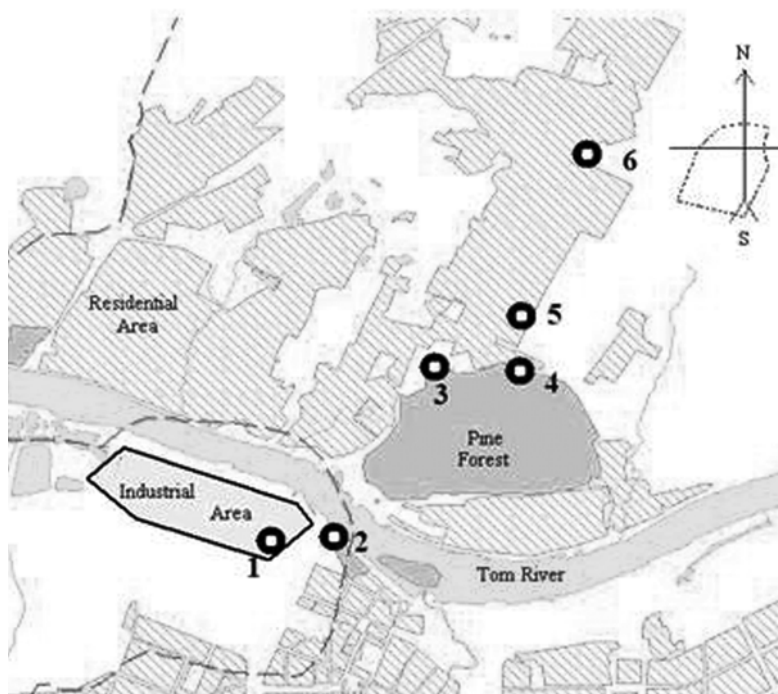 N
6
S
Residential
Area
5
3
4
Pine
Forest
Industrial
Area
1
2
Tom River